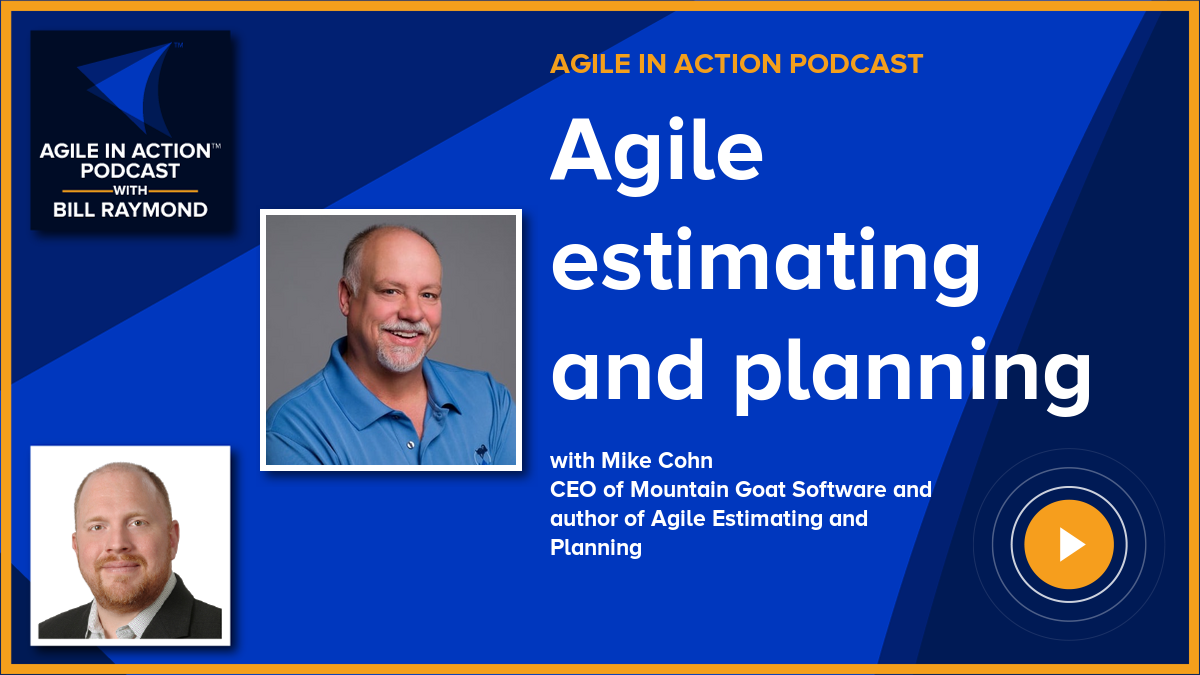 AGILE IN ACTION™
PODCAST
WITH
BILL RAYMOND
AGILE IN ACTION PODCAST
Agile
estimating
and planning
with Mike Cohn
CEO of Mountain Goat Software and
author of Agile Estimating and
Planning